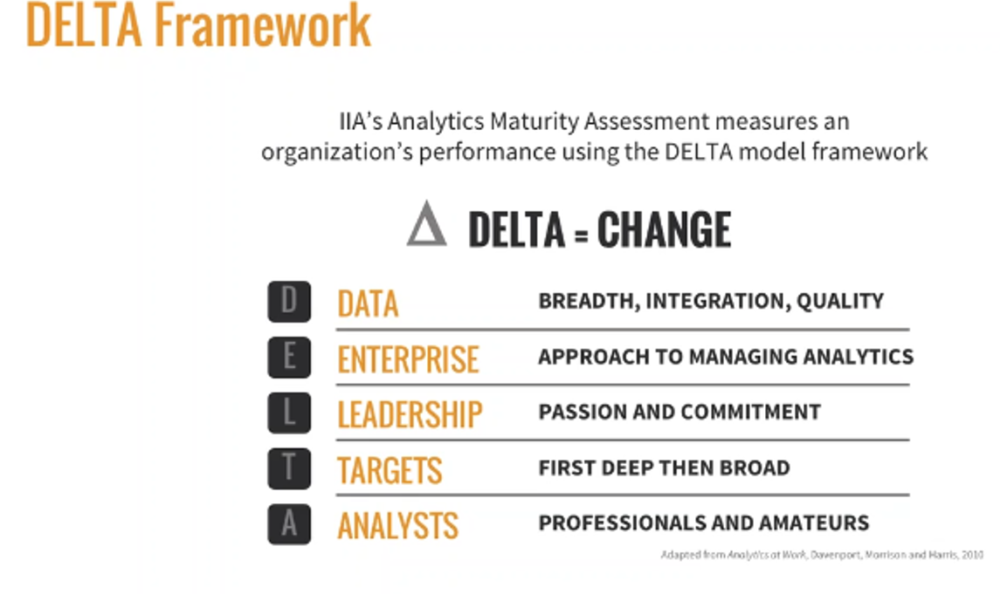 DELTA Framework
IIA's Analytics Maturity Assessment measures an
organization's performance using the DELTA model framework
Δ DELTA = CHANGE
D DATA BREADTH, INTEGRATION, QUALITY
E ENTERPRISE APPROACH TO MANAGING ANALYTICS
L LEADERSHIP PASSION AND COMMITMENT
T TARGETS FIRST DEEP THEN BROAD
A ANALYSTS PROFESSIONALS AND AMATEURS
Adapted from Analytics at Work, Davenport, Morrison and Harris, 2010